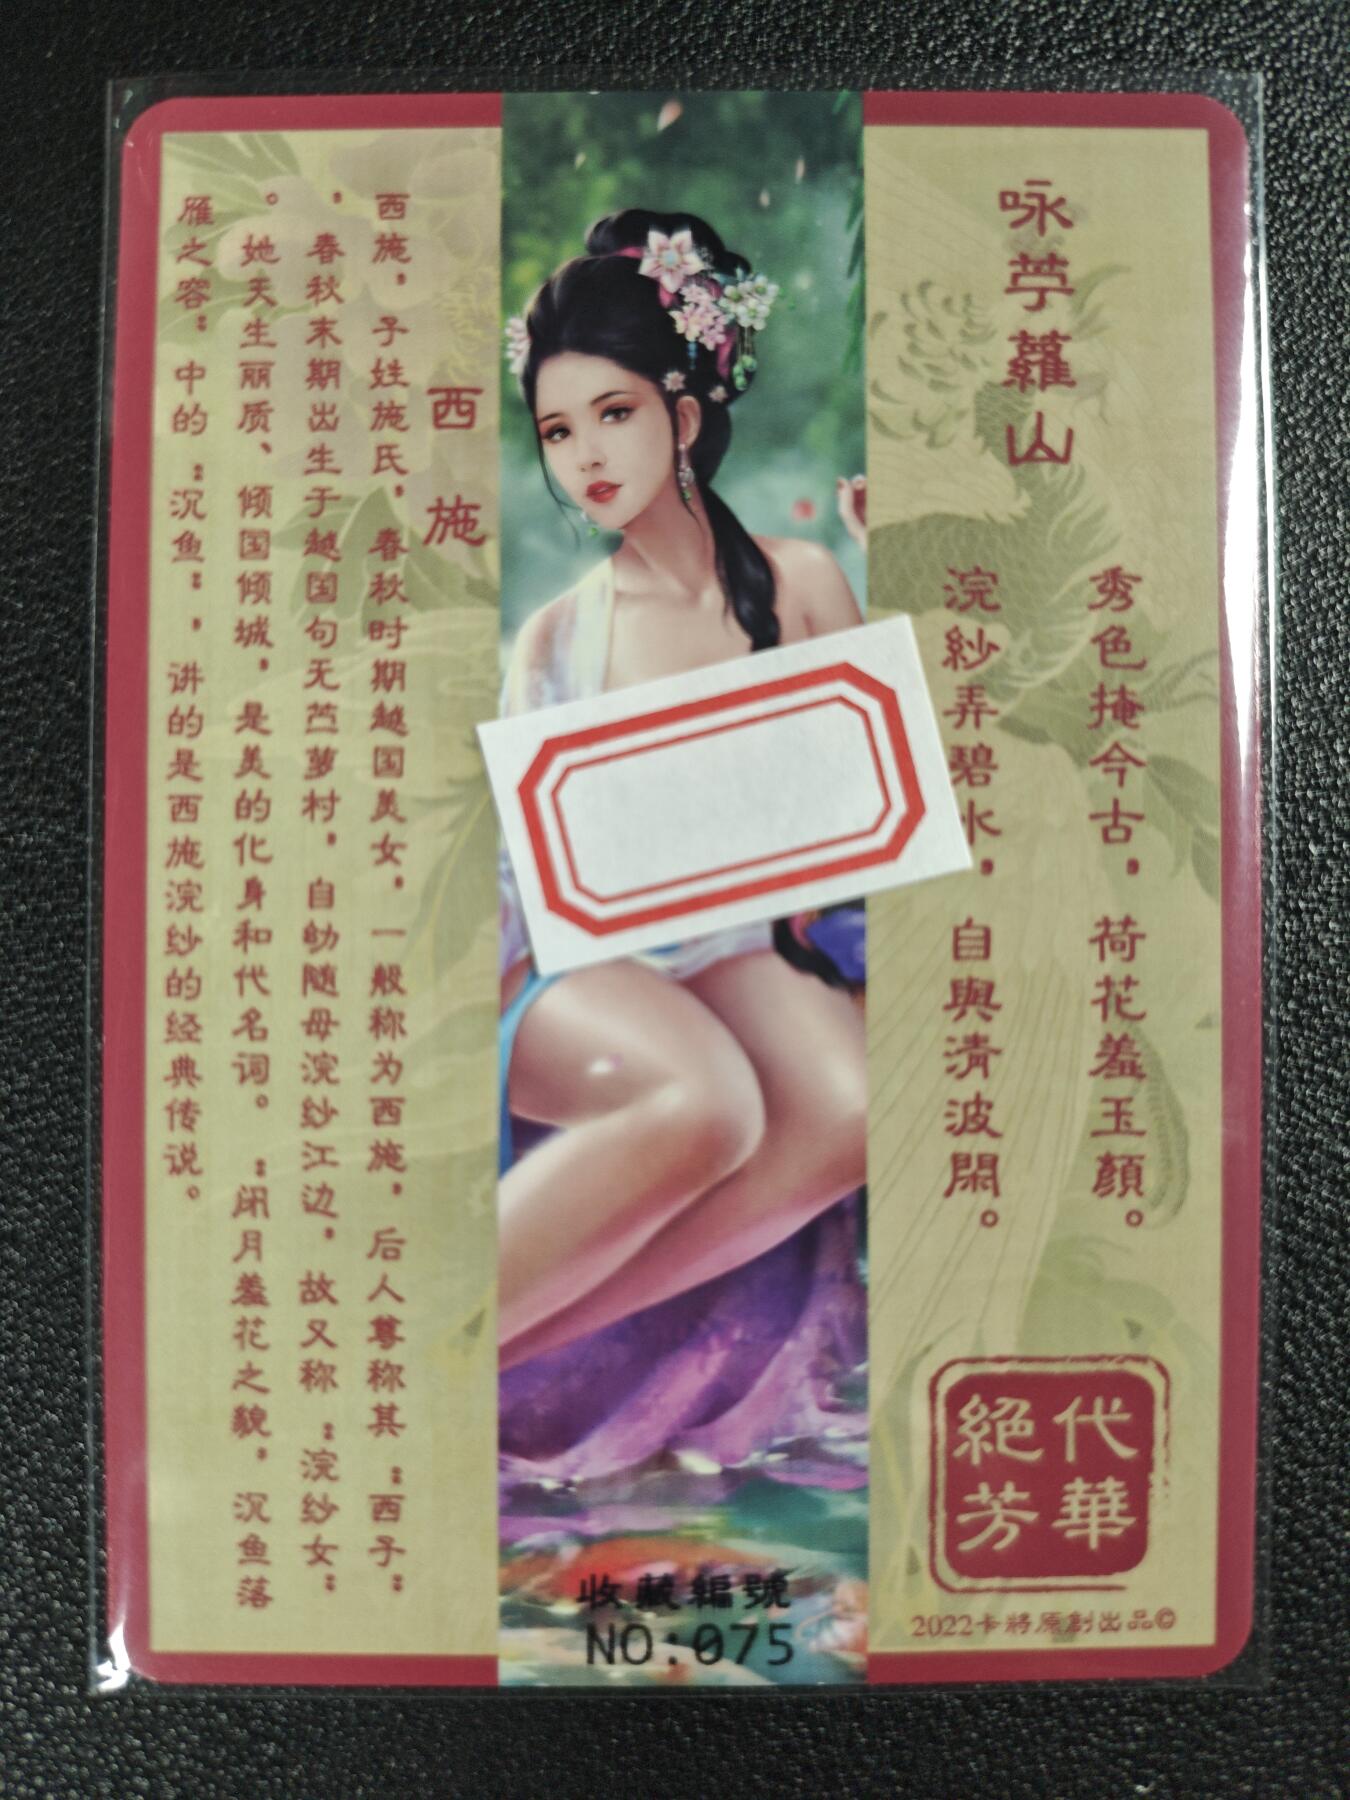 咏苧蘿山
秀色掩今古，荷花羞玉顏。
浣紗弄碧水，自與清波閑。
代華
絕芳
2022卡將原創出品©
西施
西施，子姓施氏，春秋时期越国美女，一般称为西施，后人尊称其：西子：
，春秋末期出生于越国句无苎萝村，自幼随母浣纱江边，故又称：浣纱女：
。她天生丽质、倾国倾城，是美的化身和代名词。：闭月羞花之貌，沉鱼落
雁之容：中的：沉鱼：，讲的是西施浣纱的经典传说。
收藏編號
NO:075